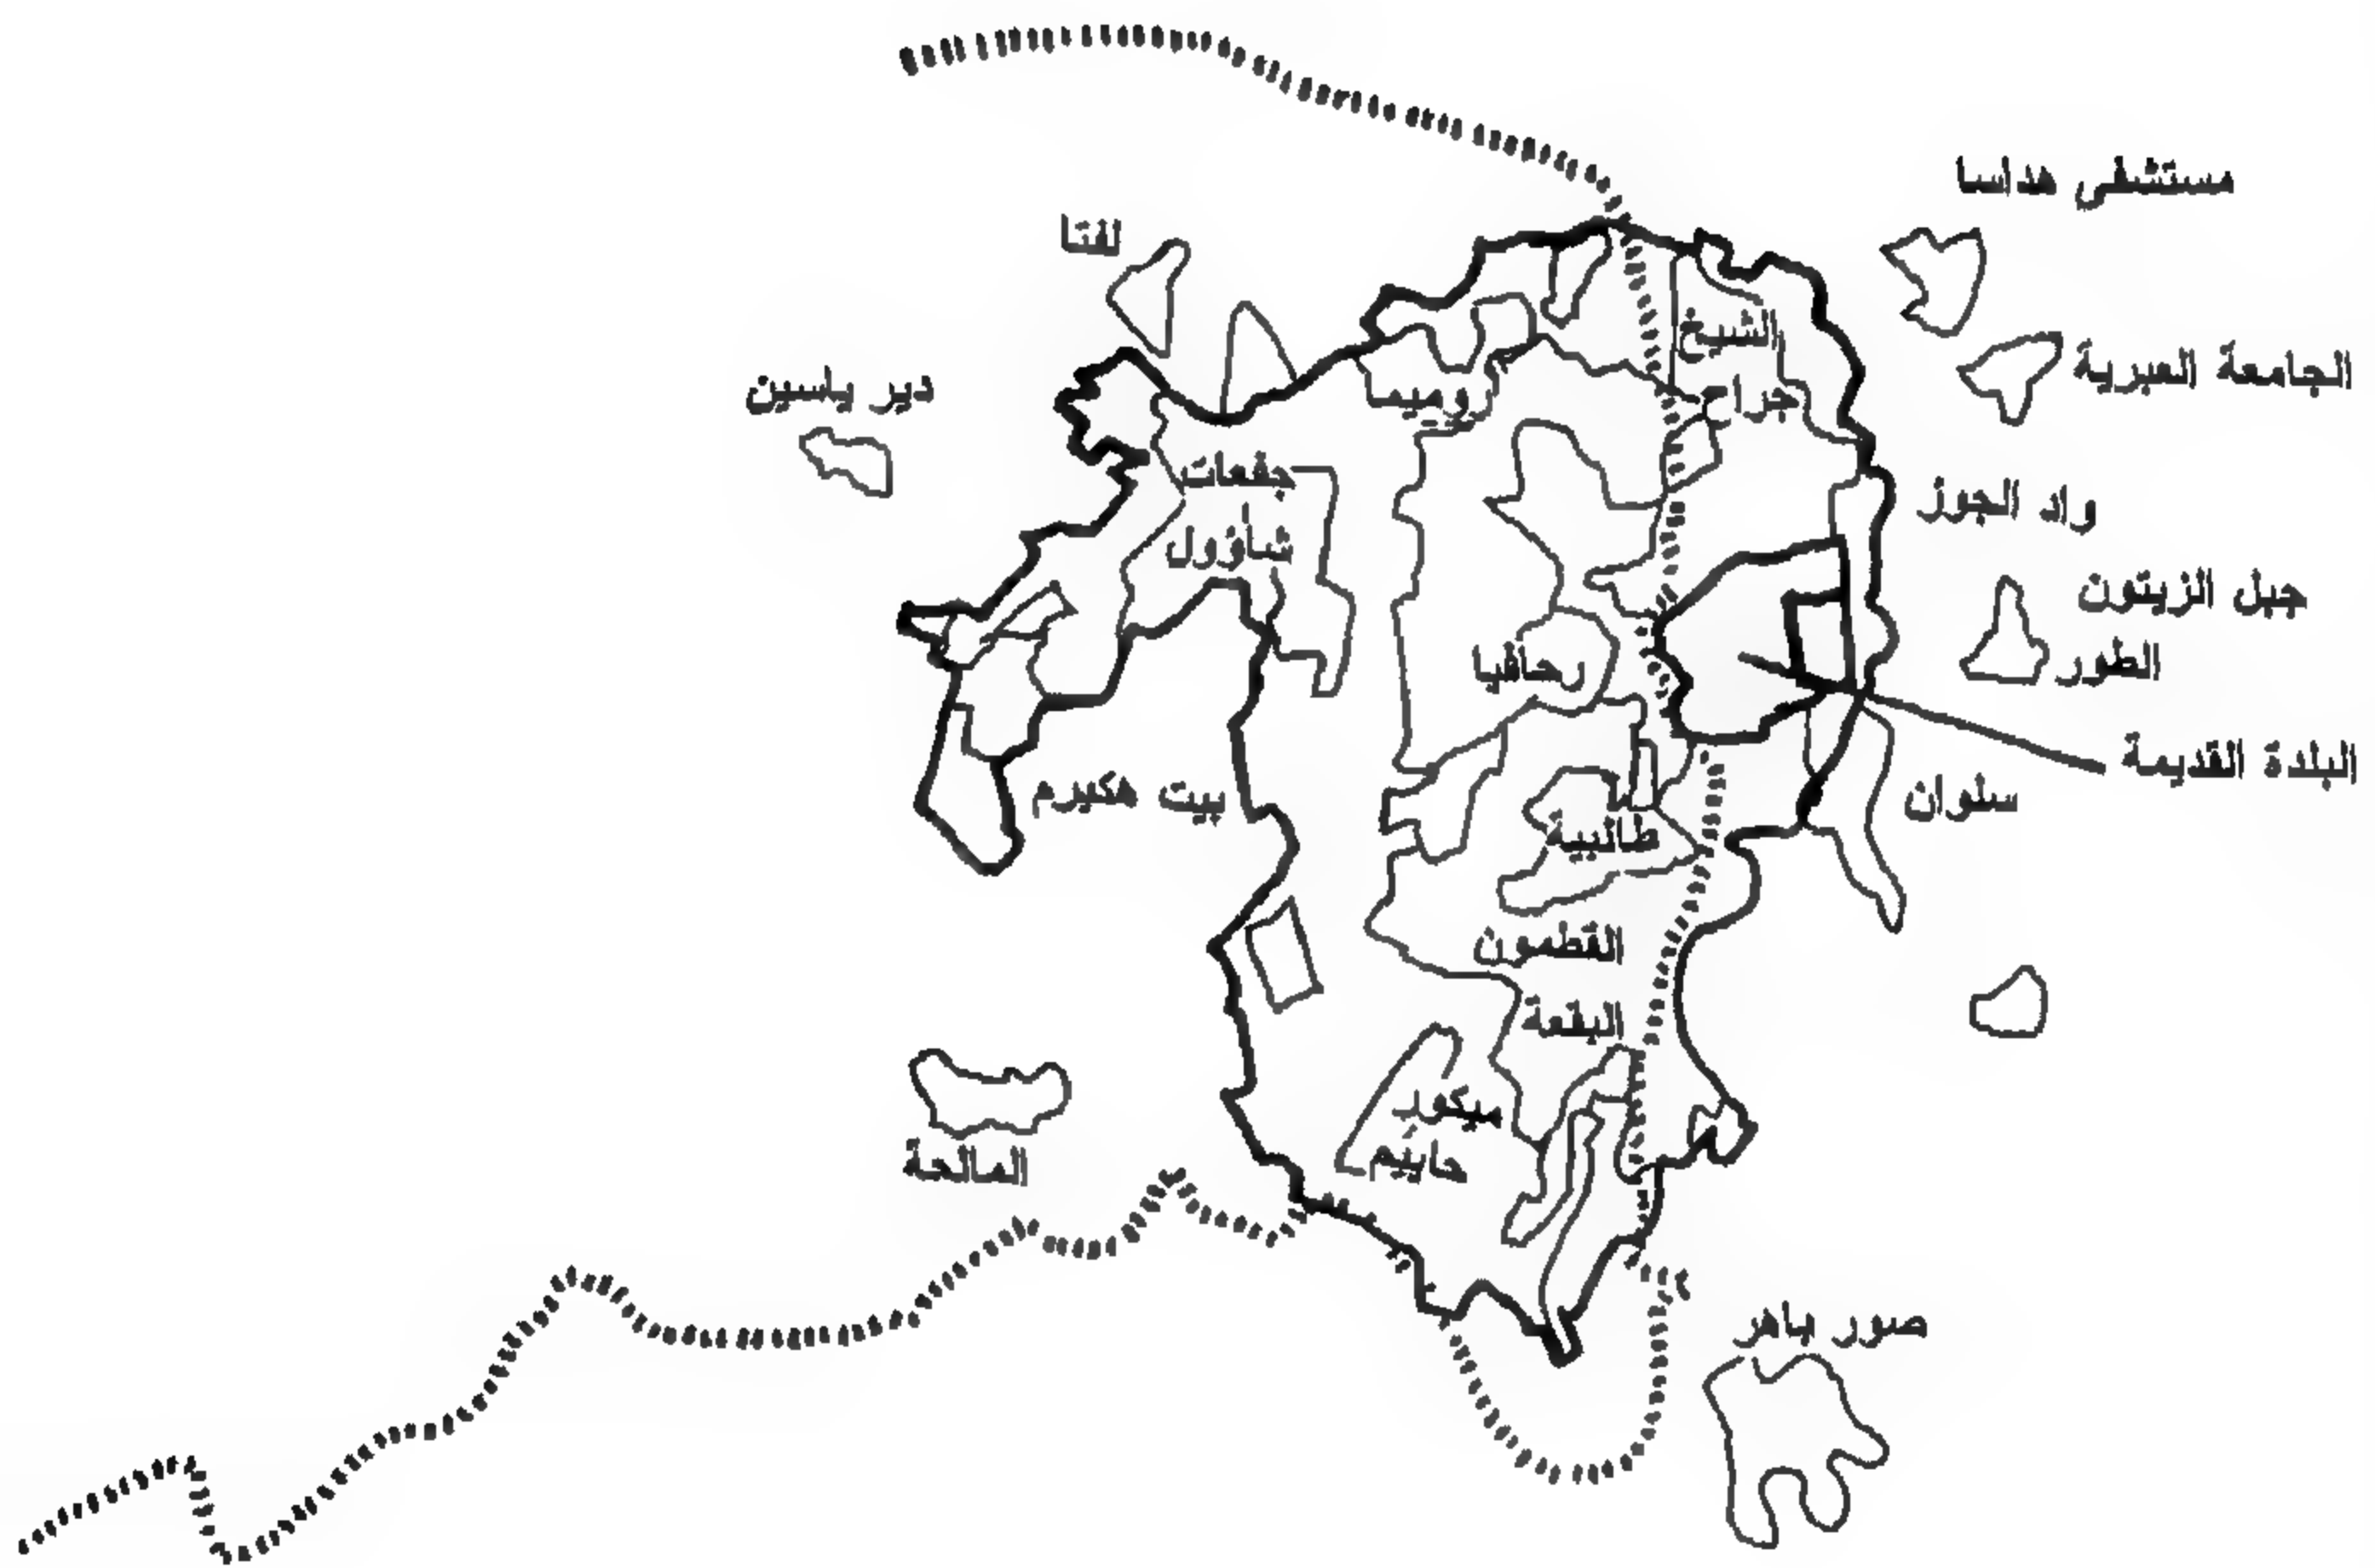 مستشفى هداسا
لفتا
الشيخ
جراح
الجامعة العبرية
دير ياسين
روميما
جفعات
شاؤول
واد الجوز
جبل الزيتون
الطور
رحافيا
البلدة القديمة
بيت هكيرم
سلوان
طالبية
القطمون
البقعة
ميكور
حاييم
المالحة
صور باهر